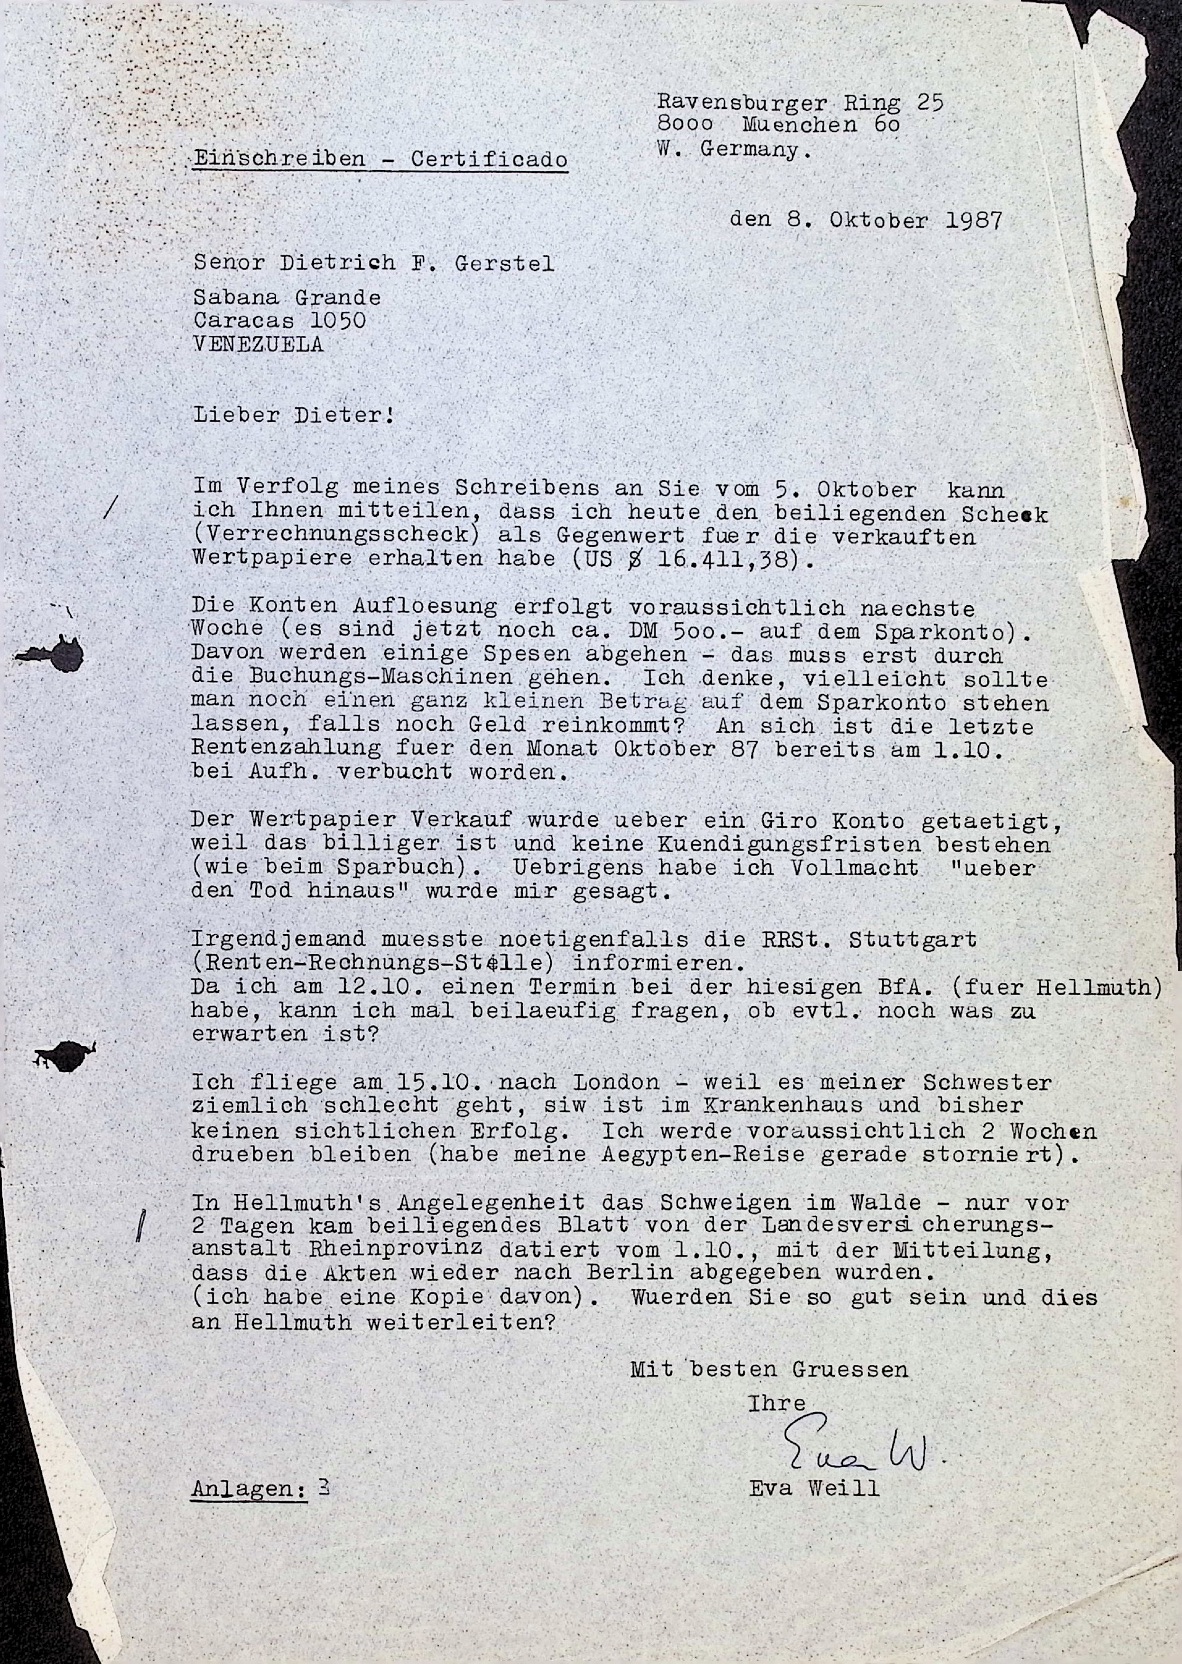 Ravensburger Ring 25
8000 Muenchen 60
W. Germany.
Einschreiben - Certificado
den 8. Oktober 1987
Senor Dietrich F. Gerstel
Sabana Grande
Caracas 1050
VENEZUELA
Lieber Dieter!
Im Verfolg meines Schreibens an Sie vom 5. Oktober kann
ich Ihnen mitteilen, dass ich heute den beiliegenden Scheck
(Verrechnungsscheck) als Gegenwert fuer die verkauften
Wertpapiere erhalten habe (US $ 16.411,38).
Die Konten Aufloesung erfolgt voraussichtlich naechste
Woche (es sind jetzt noch ca. DM 500.- auf dem Sparkonto).
Davon werden einige Spesen abgehen - das muss erst durch
die Buchungs-Maschinen gehen. Ich denke, vielleicht sollte
man noch einen ganz kleinen Betrag auf dem Sparkonto stehen
lassen, falls noch Geld reinkommt? An sich ist die letzte
Rentenzahlung fuer den Monat Oktober 87 bereits am 1.10.
bei Aufh. verbucht worden.
Der Wertpapier Verkauf wurde ueber ein Giro Konto getaetigt,
weil das billiger ist und keine Kuendigungsfristen bestehen
(wie beim Sparbuch). Uebrigens habe ich Vollmacht "ueber
den Tod hinaus" wurde mir gesagt.
Irgendjemand muesste noetigenfalls die RRSt. Stuttgart
(Renten-Rechnungs-Stelle) informieren.
Da ich am 12.10. einen Termin bei der hiesigen BfA. (fuer Hellmuth)
habe, kann ich mal beilaeufig fragen, ob evtl. noch was zu
erwarten ist?
Ich fliege am 15.10. nach London - weil es meiner Schwester
ziemlich schlecht geht, siw ist im Krankenhaus und bisher
keinen sichtlichen Erfolg. Ich werde voraussichtlich 2 Wochen
drueben bleiben (habe meine Aegypten-Reise gerade storniert).
In Hellmuth's Angelegenheit das Schweigen im Walde - nur vor
2 Tagen kam beiliegendes Blatt von der Landesversicherungs-
anstalt Rheinprovinz datiert vom 1.10., mit der Mitteilung,
dass die Akten wieder nach Berlin abgegeben wurden.
(ich habe eine Kopie davon). Wuerden Sie so gut sein und dies
an Hellmuth weiterleiten?
Mit besten Gruessen
Ihre
Eva W.
Eva Weill
Anlagen: 3